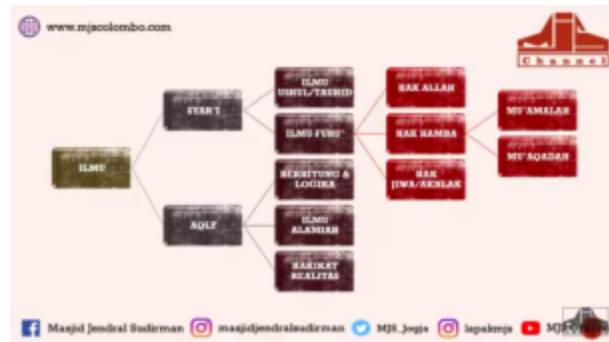 www.mjscolombo.com
Channel
ILMU
USHUL/TAUHID
HAK ALLAH
SYAR'I
MU'AMALAH
ILMU FURU'
HAK HAMBA
MU'AQADAH
ILMU
BERHITUNG &
LOGIKA
HAK
JIWA/AKHLAK
AQLY
ILMU
ALAMIAH
HAKIKAT
REALITAS
Masjid Jendral Sudirman
masjidjendralsudirman
MJS_Jogja
lapakmjs